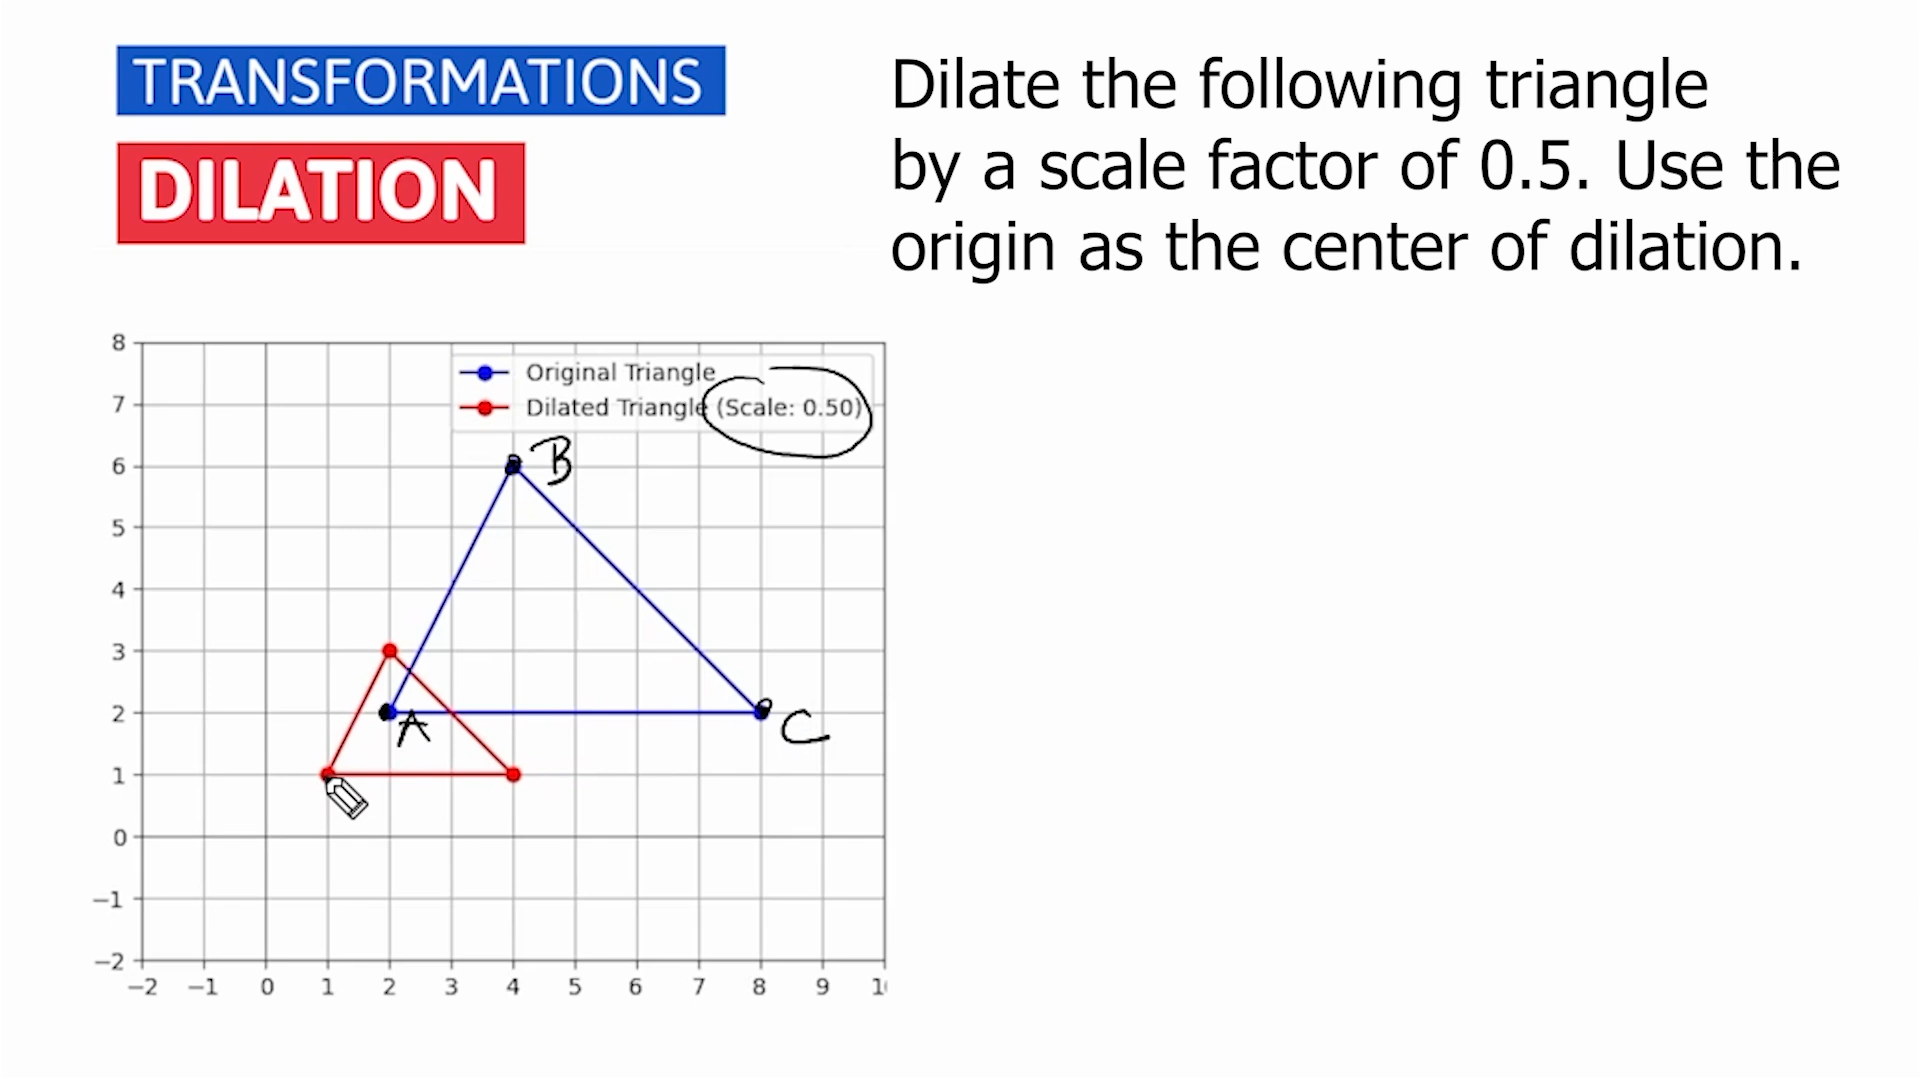 TRANSFORMATIONS
DILATION
Dilate the following triangle
by a scale factor of 0.5. Use the
origin as the center of dilation.
Original Triangle
Dilated Triangle (Scale: 0.50)
8
7
6
5
4
3
2
1
0
−1
−2
B
A
C
−2 −1 0 1 2 3 4 5 6 7 8 9